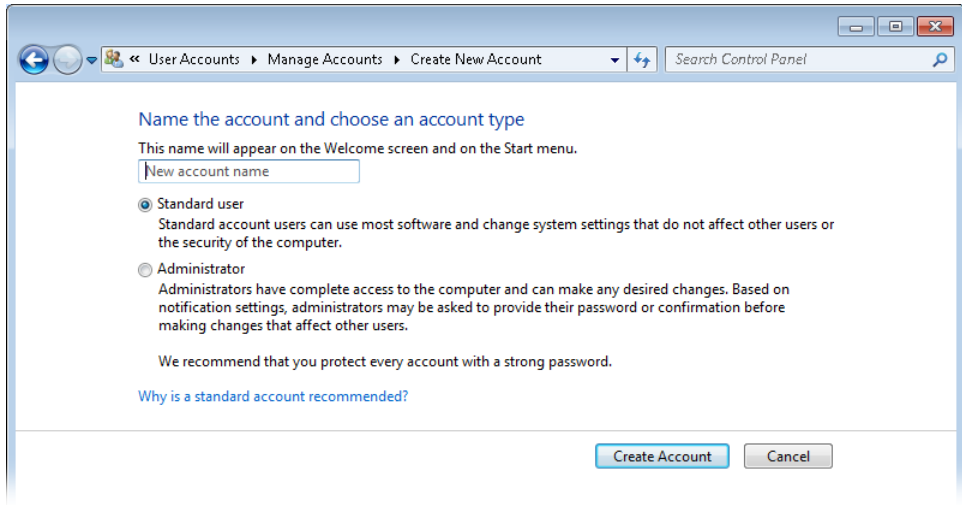 « User Accounts Manage Accounts Create New Account Search Control Panel
Name the account and choose an account type
This name will appear on the Welcome screen and on the Start menu.
New account name
Standard user
Standard account users can use most software and change system settings that do not affect other users or
the security of the computer.
Administrator
Administrators have complete access to the computer and can make any desired changes. Based on
notification settings, administrators may be asked to provide their password or confirmation before
making changes that affect other users.
We recommend that you protect every account with a strong password.
Why is a standard account recommended?
Create Account Cancel